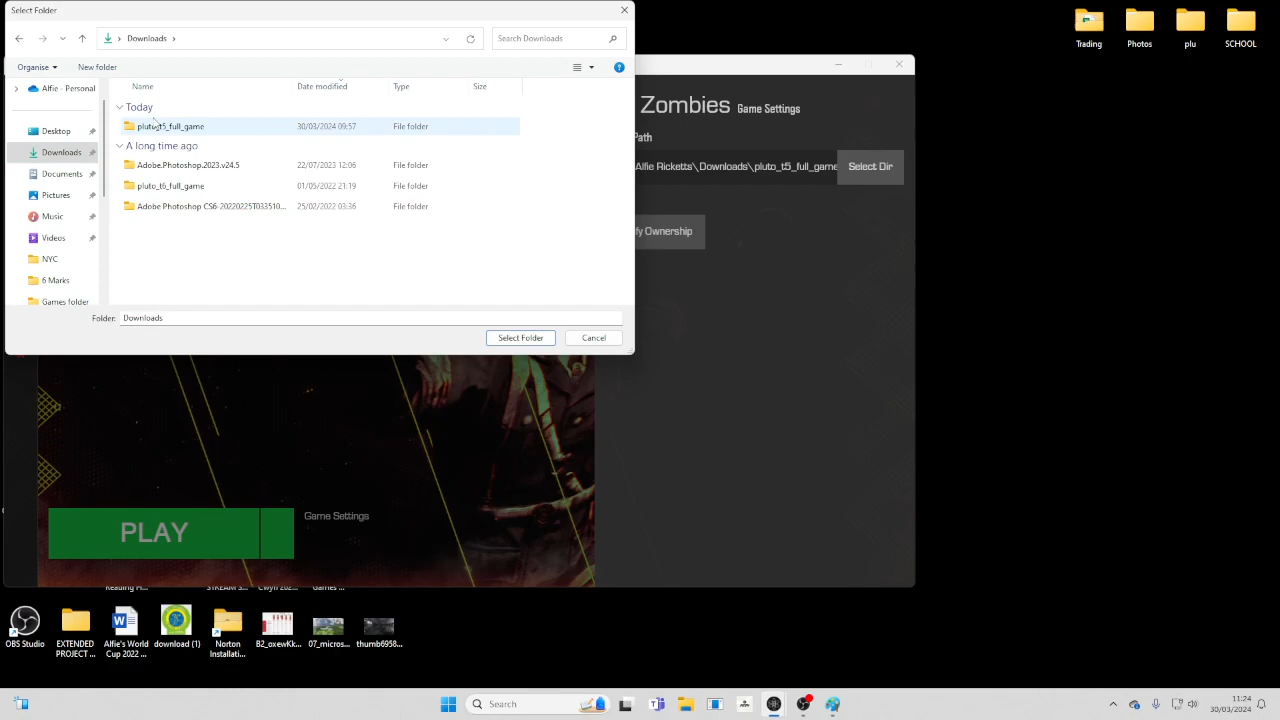 Select Folder
Downloads
Search Downloads
Organise
New folder
Name
Date modified
Type
Size
Alfie - Personal
Desktop
Downloads
Documents
Pictures
Music
Videos
NYC
6 Marks
Games folder
Today
pluto_t5_full_game 30/03/2024 09:57 File folder
A long time ago
Adobe.Photoshop.2023.v24.5 22/07/2023 12:06 File folder
pluto_t6_full_game 01/05/2022 21:19 File folder
Adobe Photoshop CS6-20220225T033510... 25/02/2022 03:36 File folder
Folder: Downloads
Select Folder
Cancel
Zombies Game Settings
Path
Alfie Ricketts\Downloads\pluto_t5_full_game
Select Dir
fy Ownership
PLAY
Game Settings
Trading
Photos
plu
SCHOOL
OBS Studio
EXTENDED PROJECT ...
Alfie's World Cup 2022 ...
download (1)
Norton Installati...
B2_oxewKk...
07_micros...
thumb6958...
Search
11:24
30/03/2024